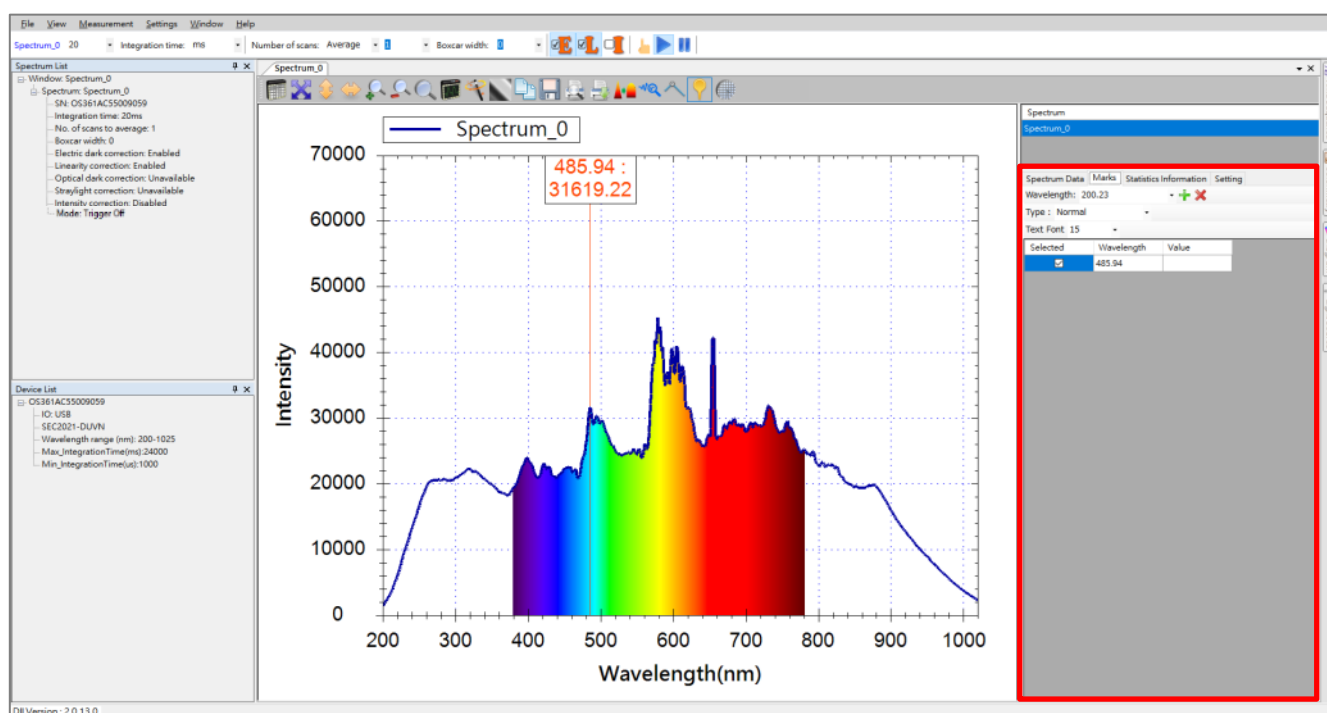 File View Measurement Settings Window Help
Spectrum_0 20 Integration time: ms Number of scans: Average 1 Boxcar width: 0 E L I
Spectrum List
Window: Spectrum_0
Spectrum: Spectrum_0
SN: OS361AC55009059
Integration time: 20ms
No. of scans to average: 1
Boxcar width: 0
Electric dark correction: Enabled
Linearity correction: Enabled
Optical dark correction: Unavailable
Straylight correction: Unavailable
Intensity correction: Disabled
Mode: Trigger Off
Device List
OS361AC55009059
IO: USB
SEC2021-DUVN
Wavelength range (nm): 200-1025
Max_IntegrationTime(ms):24000
Min_IntegrationTime(us):1000
Spectrum_0
Spectrum_0
485.94 :
31619.22
70000
60000
50000
40000
30000
20000
10000
0
Intensity
200 300 400 500 600 700 800 900 1000
Wavelength(nm)
Spectrum
Spectrum_0
Spectrum Data Marks Statistics Information Setting
Wavelength: 200.23
Type : Normal
Text Font 15
Selected Wavelength Value
485.94
Dll Version : 2.0.13.0